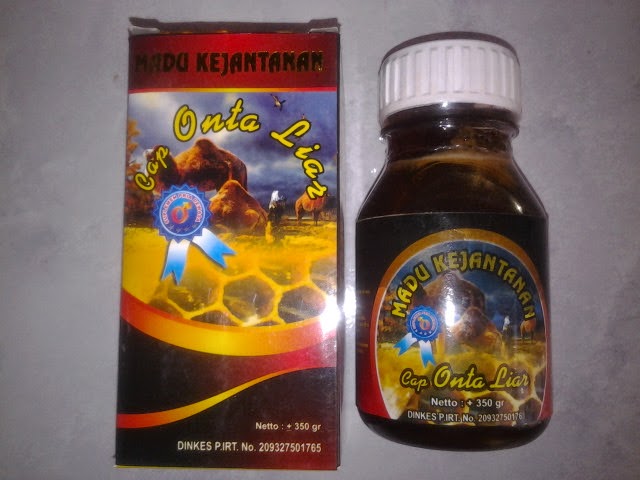 MADU KEJANTANAN
Cap Onta Liar
Netto : ± 350 gr
DINKES P.IRT. No. 209327501765
MADU KEJANTANAN
Cap Onta Liar
Netto : ± 350 gr
DINKES P.IRT. No. 20932750176